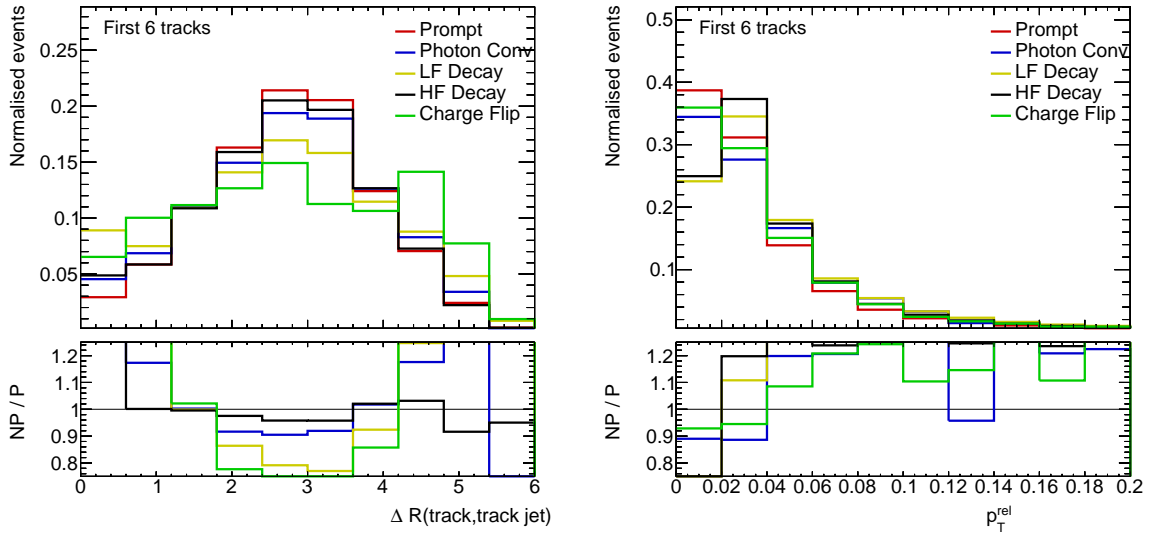 First 6 tracks
Normalised events
0.25
0.2
0.15
0.1
0.05
Prompt
Photon Conv
LF Decay
HF Decay
Charge Flip
NP / P
1.2
1.1
1
0.9
0.8
0 1 2 3 4 5 6
Δ R(track,track jet)
First 6 tracks
Normalised events
0.5
0.4
0.3
0.2
0.1
Prompt
Photon Conv
LF Decay
HF Decay
Charge Flip
NP / P
1.2
1.1
1
0.9
0.8
0 0.02 0.04 0.06 0.08 0.1 0.12 0.14 0.16 0.18 0.2
p_T^rel